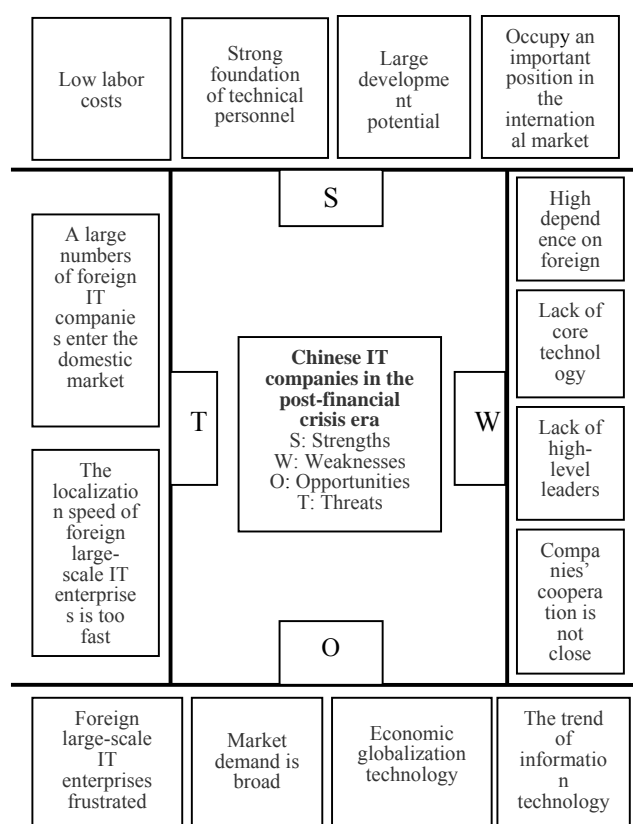 Low labor
costs
Strong
foundation
of technical
personnel
Large
developme
nt
potential
Occupy an
important
position in
the
internation
al market
S
A large
numbers
of foreign
IT
companie
s enter the
domestic
market
High
depend
ence on
foreign
Lack of
core
technol
ogy
T
Chinese IT
companies in the
post-financial
crisis era
S: Strengths
W: Weaknesses
O: Opportunities
T: Threats
W
Lack of
high-
level
leaders
The
localizatio
n speed of
foreign
large-
scale IT
enterprise
s is too
fast
Compa
nies’
coopera
tion is
not
close
O
Foreign
large-scale
IT
enterprises
frustrated
Market
demand is
broad
Economic
globalization
technology
The trend
of
informatio
n
technology